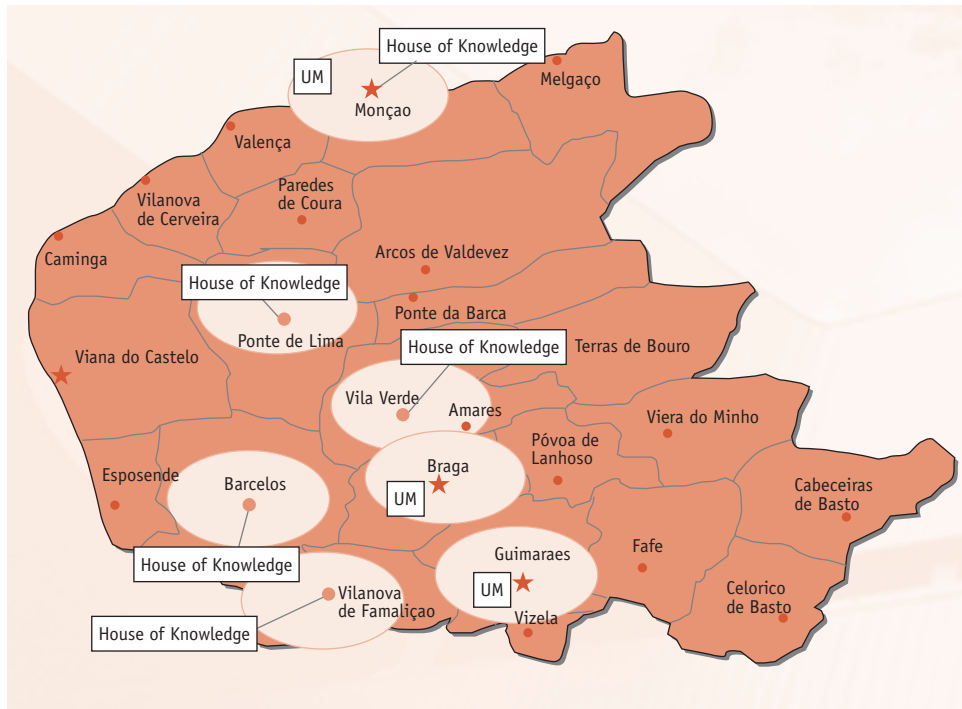 House of Knowledge
UM
Monçao
Melgaço
Valença
Vilanova
de Cerveira
Paredes
de Coura
Caminga
Arcos de Valdevez
House of Knowledge
Ponte da Barca
Ponte de Lima
House of Knowledge
Terras de Bouro
Viana do Castelo
Vila Verde
Amares
Viera do Minho
Póvoa de
Lanhoso
Braga
UM
Esposende
Barcelos
Cabeceiras
de Basto
House of Knowledge
Guimaraes
UM
Fafe
Vilanova
de Famaliçao
Celorico
de Basto
Vizela
House of Knowledge